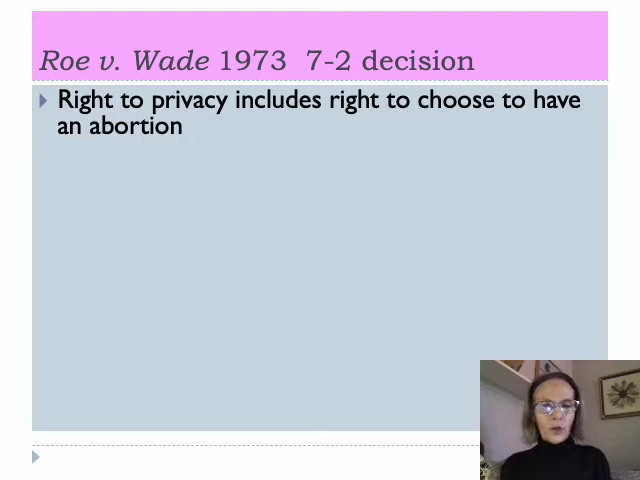 Roe v. Wade 1973  7-2 decision
Right to privacy includes right to choose to have
an abortion